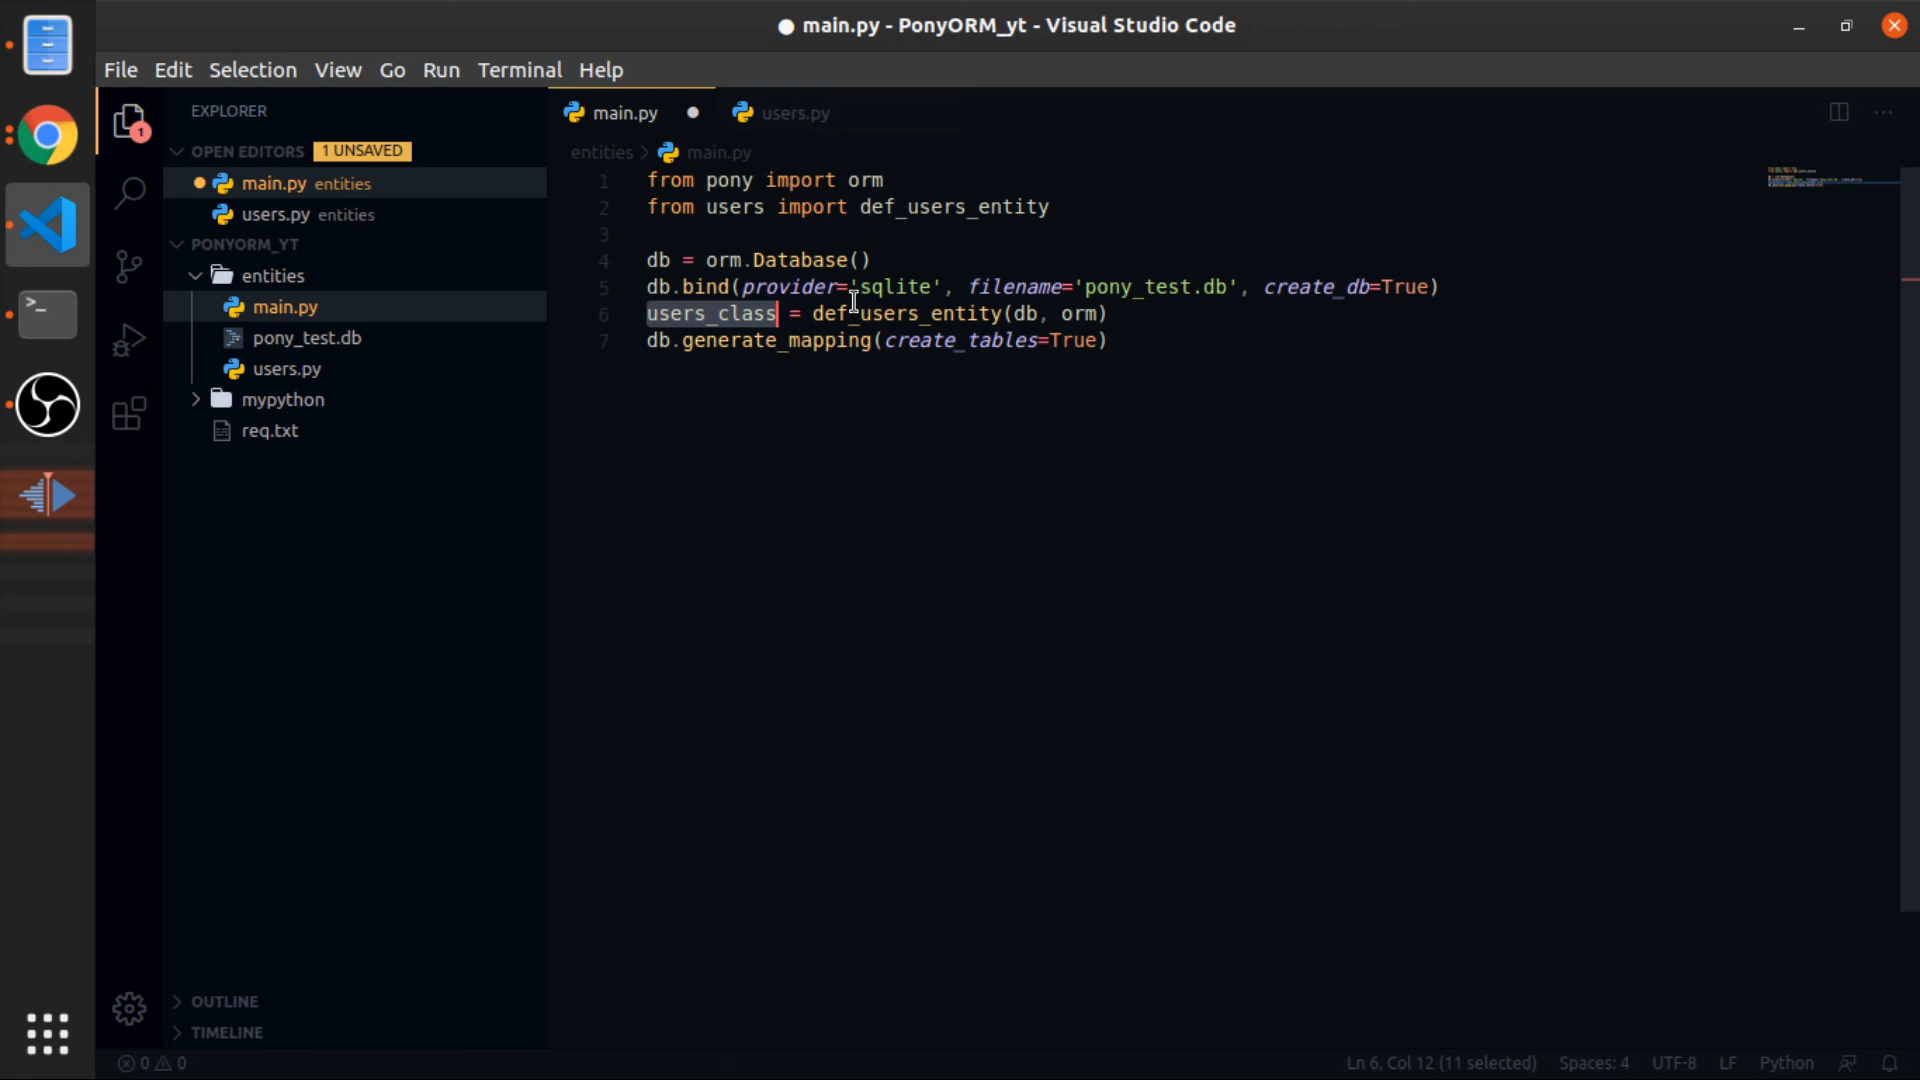 main.py - PonyORM_yt - Visual Studio Code
File Edit Selection View Go Run Terminal Help
EXPLORER
OPEN EDITORS 1 UNSAVED
main.py entities
users.py entities
PONYORM_YT
entities
main.py
pony_test.db
users.py
mypython
req.txt
OUTLINE
TIMELINE
1
main.py users.py
entities > main.py
1 from pony import orm
2 from users import def_users_entity
3
4 db = orm.Database()
5 db.bind(provider='sqlite', filename='pony_test.db', create_db=True)
6 users_class = def_users_entity(db, orm)
7 db.generate_mapping(create_tables=True)
0 0 Ln 6, Col 12 (11 selected) Spaces: 4 UTF-8 LF Python